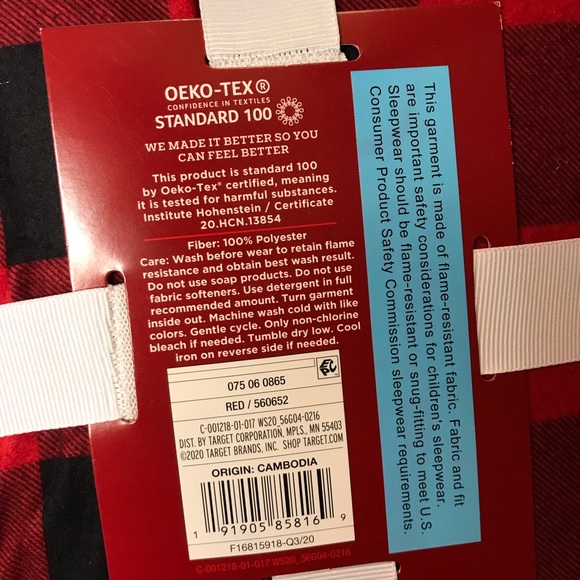 OEKO-TEX®
CONFIDENCE IN TEXTILES
STANDARD 100
WE MADE IT BETTER SO YOU
CAN FEEL BETTER
This product is standard 100
by Oeko-Tex® certified, meaning
it is tested for harmful substances.
Institute Hohenstein / Certificate
20.HCN.13854
Fiber: 100% Polyester
Care: Wash before wear to retain flame
resistance and obtain best wash result.
Do not use soap products. Do not use
fabric softeners. Use detergent in full
recommended amount. Turn garment
inside out. Machine wash cold with like
colors. Gentle cycle. Only non-chlorine
bleach if needed. Tumble dry low. Cool
iron on reverse side if needed.
075 06 0865
RED / 560652
C-001218-01-017 WS20_56G04-0216
DIST. BY TARGET CORPORATION, MPLS., MN 55403
©2020 TARGET BRANDS, INC. SHOP TARGET.COM
ORIGIN: CAMBODIA
1 91905 85816 9
F16815918-Q3/20
C-001218-01-017 WS20_56G04-0216
This garment is made of flame-resistant fabric. Fabric and fit
are important safety considerations for children's sleepwear.
Sleepwear should be flame-resistant or snug-fitting to meet U.S.
Consumer Product Safety Commission sleepwear requirements.